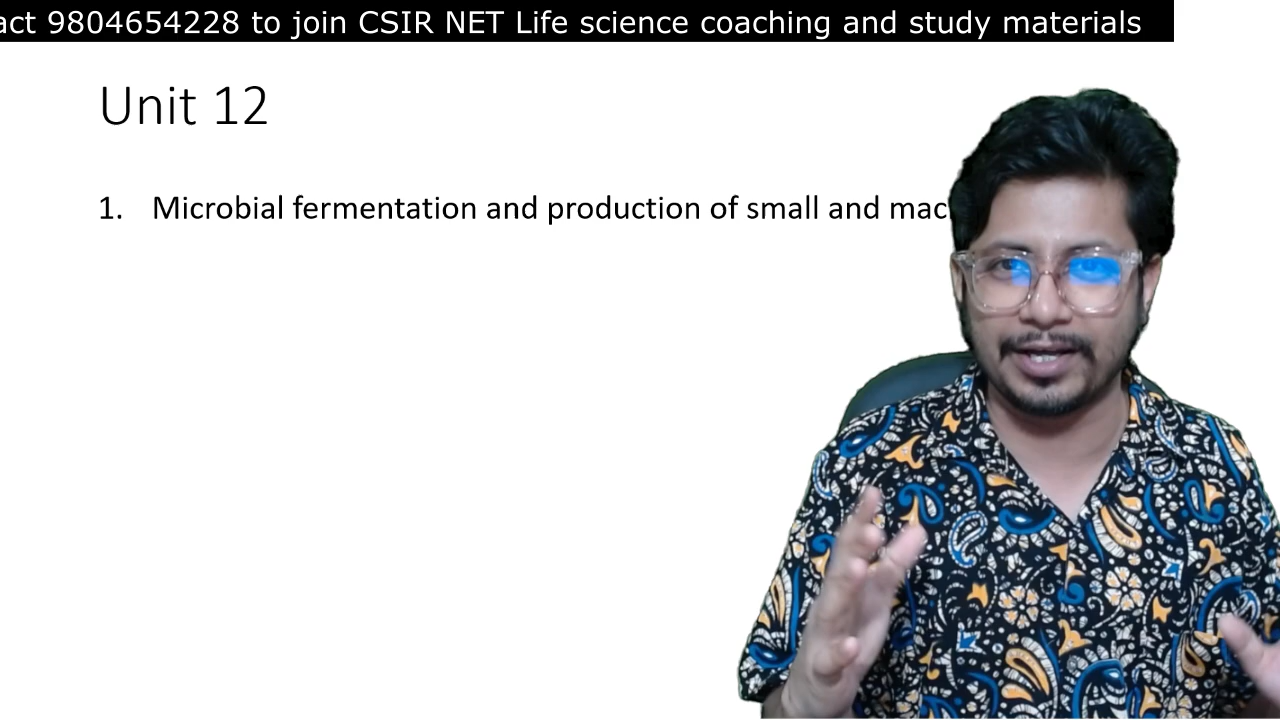 act 9804654228 to join CSIR NET Life science coaching and study materials
Unit 12
1. Microbial fermentation and production of small and mac